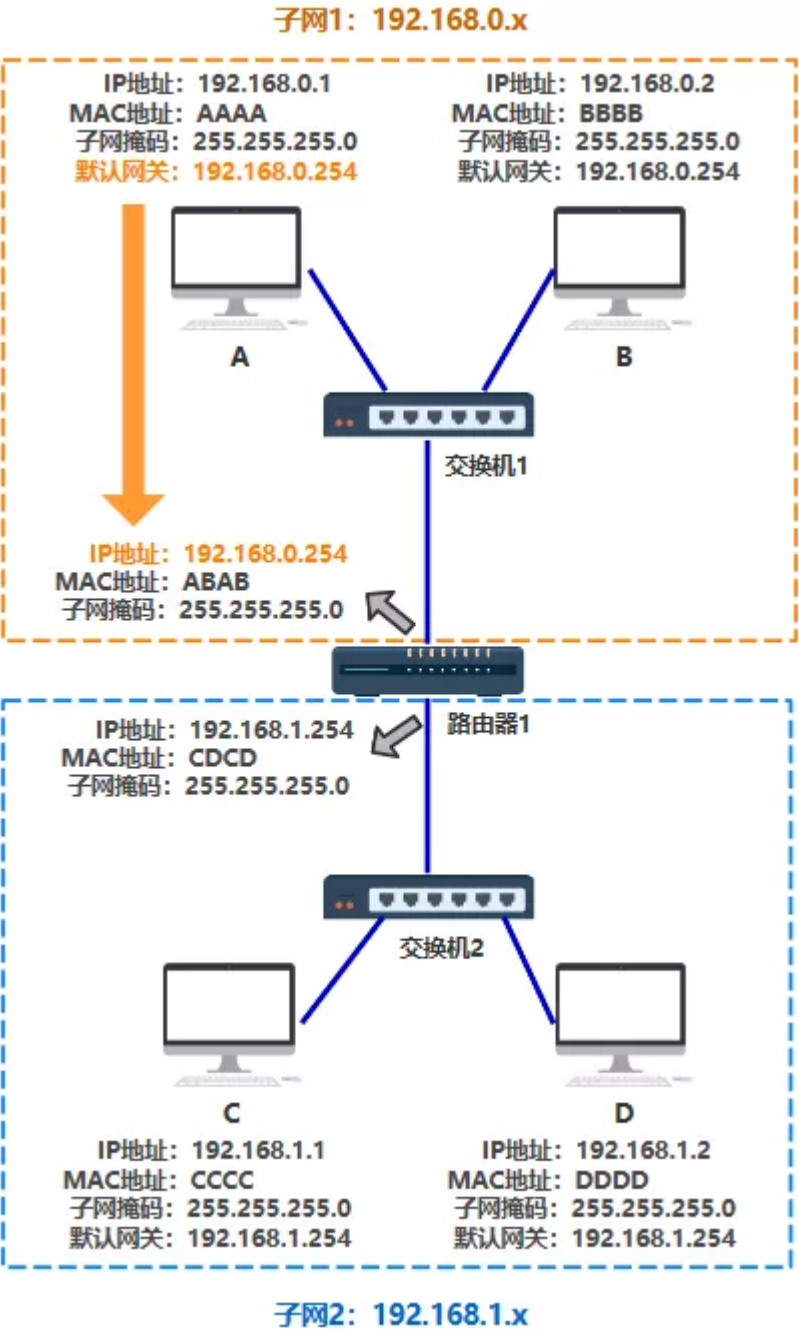 子网1：192.168.0.x
IP地址：192.168.0.1
MAC地址：AAAA
子网掩码：255.255.255.0
默认网关：192.168.0.254
IP地址：192.168.0.2
MAC地址：BBBB
子网掩码：255.255.255.0
默认网关：192.168.0.254
A
B
交换机1
IP地址：192.168.0.254
MAC地址：ABAB
子网掩码：255.255.255.0
路由器1
IP地址：192.168.1.254
MAC地址：CDCD
子网掩码：255.255.255.0
交换机2
C
D
IP地址：192.168.1.1
MAC地址：CCCC
子网掩码：255.255.255.0
默认网关：192.168.1.254
IP地址：192.168.1.2
MAC地址：DDDD
子网掩码：255.255.255.0
默认网关：192.168.1.254
子网2：192.168.1.x